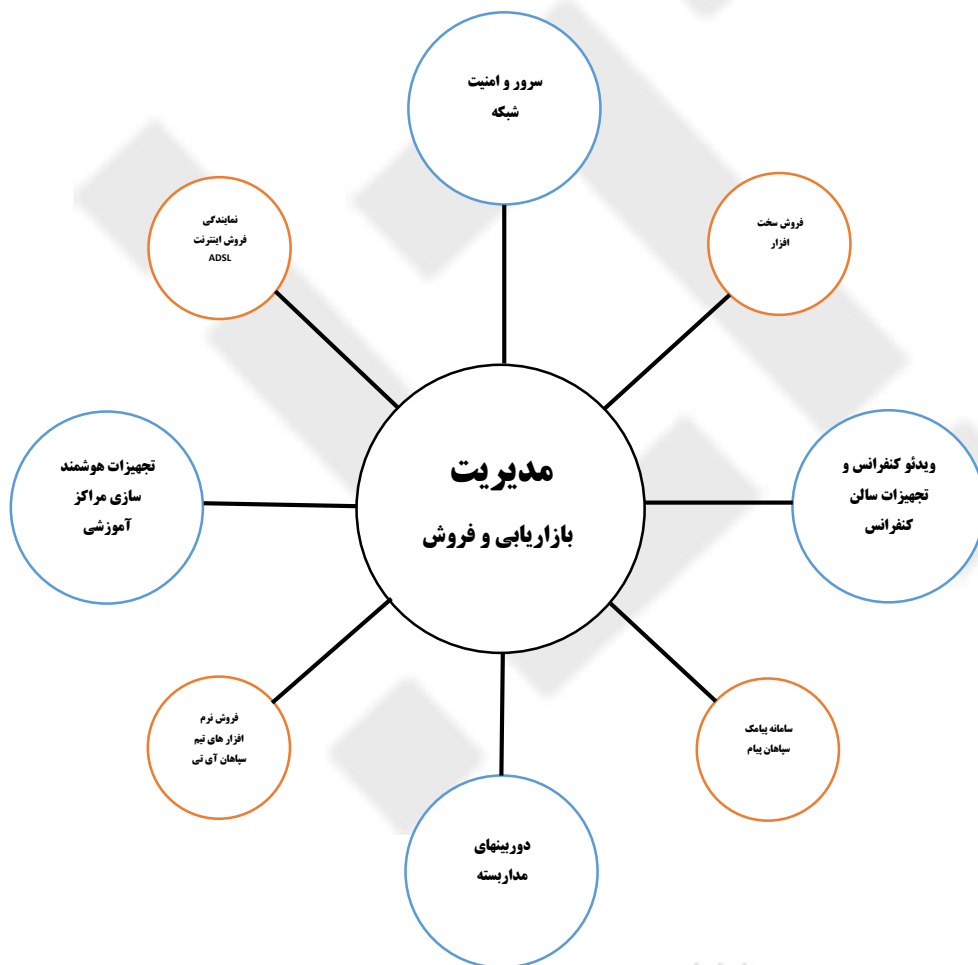 سرور و امنیت
شبکه
نمایندگی
فروش اینترنت
ADSL
فروش سخت
افزار
تجهیزات هوشمند
سازی مراکز
آموزشی
مدیریت
بازاریابی و فروش
ویدئو کنفرانس و
تجهیزات سالن
کنفرانس
فروش نرم
افزار های تیم
سپاهان آی تی
سامانه پیامک
سپاهان پیام
دوربینهای
مداربسته